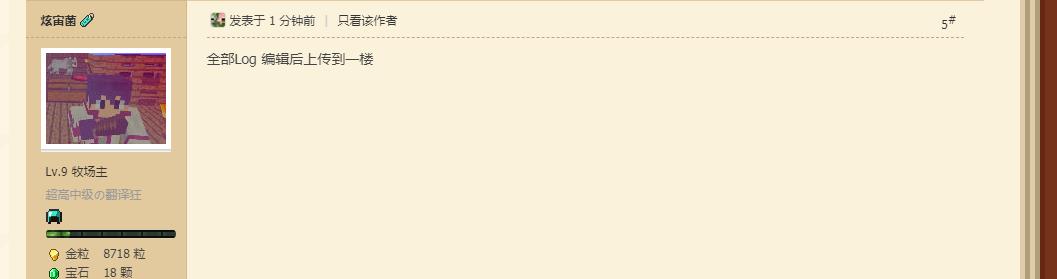 炫宙菌
发表于 1 分钟前 | 只看该作者
5#
全部Log 编辑后上传到一楼
Lv.9 牧场主
超高中级の翻译狂
金粒 8718 粒
宝石 18 颗